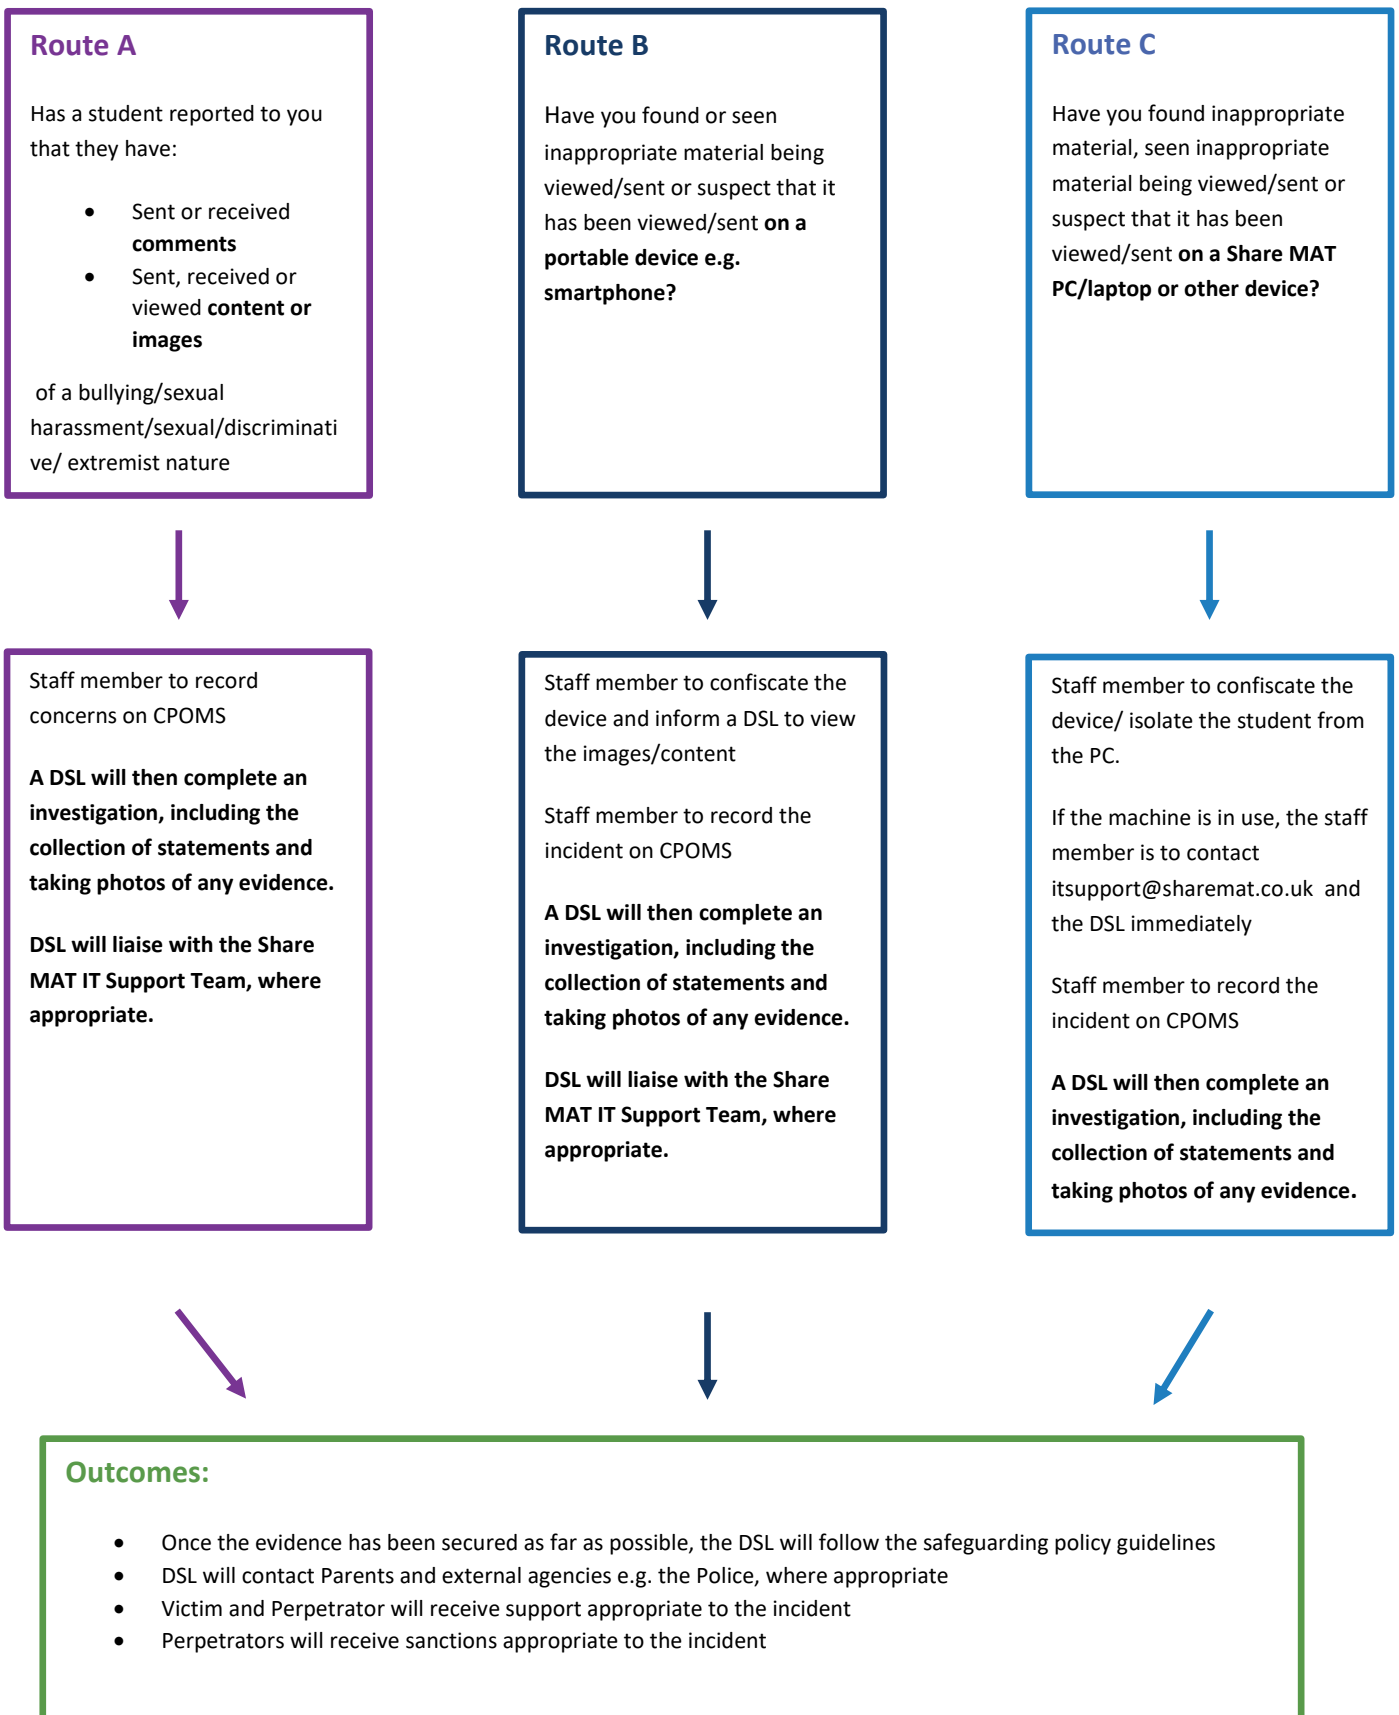 Route A
Has a student reported to you
that they have:
• Sent or received
comments
• Sent, received or
viewed content or
images
of a bullying/sexual
harassment/sexual/discriminati
ve/ extremist nature
Route B
Have you found or seen
inappropriate material being
viewed/sent or suspect that it
has been viewed/sent on a
portable device e.g.
smartphone?
Route C
Have you found inappropriate
material, seen inappropriate
material being viewed/sent or
suspect that it has been
viewed/sent on a Share MAT
PC/laptop or other device?
Staff member to record
concerns on CPOMS
A DSL will then complete an
investigation, including the
collection of statements and
taking photos of any evidence.
DSL will liaise with the Share
MAT IT Support Team, where
appropriate.
Staff member to confiscate the
device and inform a DSL to view
the images/content
Staff member to record the
incident on CPOMS
A DSL will then complete an
investigation, including the
collection of statements and
taking photos of any evidence.
DSL will liaise with the Share
MAT IT Support Team, where
appropriate.
Staff member to confiscate the
device/ isolate the student from
the PC.
If the machine is in use, the staff
member is to contact
itsupport@sharemat.co.uk and
the DSL immediately
Staff member to record the
incident on CPOMS
A DSL will then complete an
investigation, including the
collection of statements and
taking photos of any evidence.
Outcomes:
• Once the evidence has been secured as far as possible, the DSL will follow the safeguarding policy guidelines
• DSL will contact Parents and external agencies e.g. the Police, where appropriate
• Victim and Perpetrator will receive support appropriate to the incident
• Perpetrators will receive sanctions appropriate to the incident